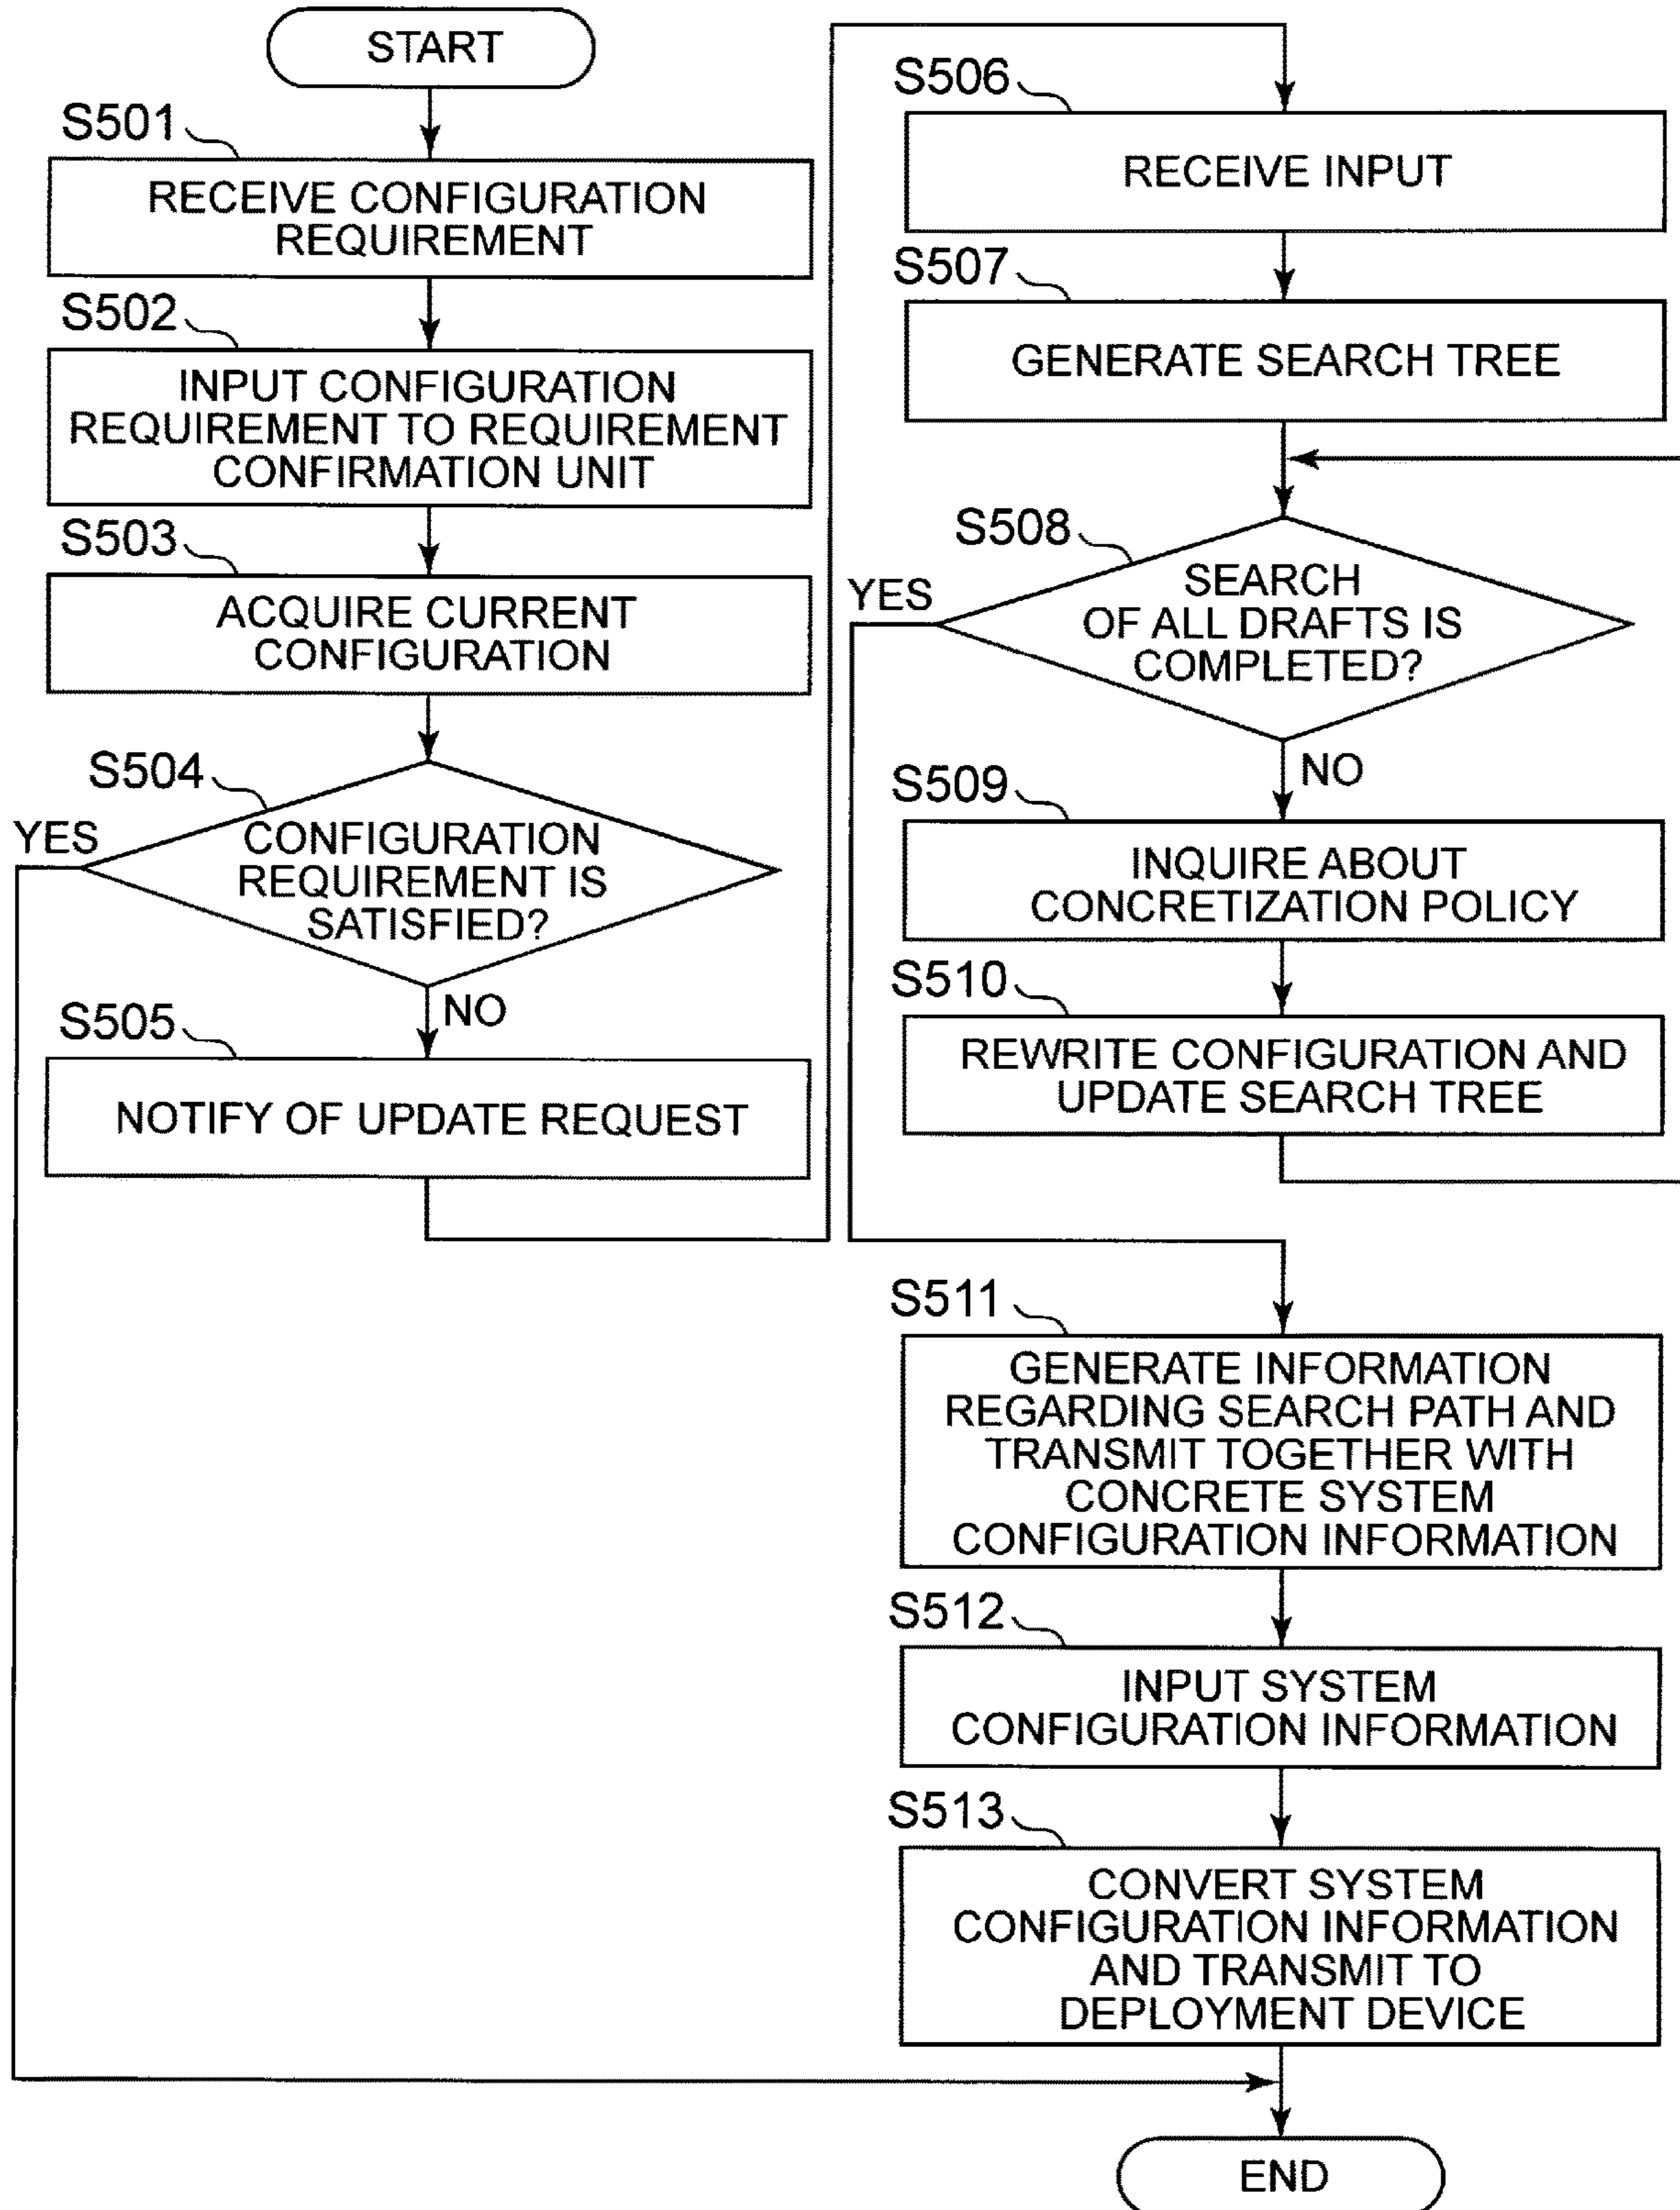 START
S501
RECEIVE CONFIGURATION
REQUIREMENT
S502
INPUT CONFIGURATION
REQUIREMENT TO REQUIREMENT
CONFIRMATION UNIT
S503
ACQUIRE CURRENT
CONFIGURATION
S504
YES
CONFIGURATION
REQUIREMENT IS
SATISFIED?
NO
S505
NOTIFY OF UPDATE REQUEST
S506
RECEIVE INPUT
S507
GENERATE SEARCH TREE
S508
YES
SEARCH
OF ALL DRAFTS IS
COMPLETED?
NO
S509
INQUIRE ABOUT
CONCRETIZATION POLICY
S510
REWRITE CONFIGURATION AND
UPDATE SEARCH TREE
S511
GENERATE INFORMATION
REGARDING SEARCH PATH AND
TRANSMIT TOGETHER WITH
CONCRETE SYSTEM
CONFIGURATION INFORMATION
S512
INPUT SYSTEM
CONFIGURATION INFORMATION
S513
CONVERT SYSTEM
CONFIGURATION INFORMATION
AND TRANSMIT TO
DEPLOYMENT DEVICE
END